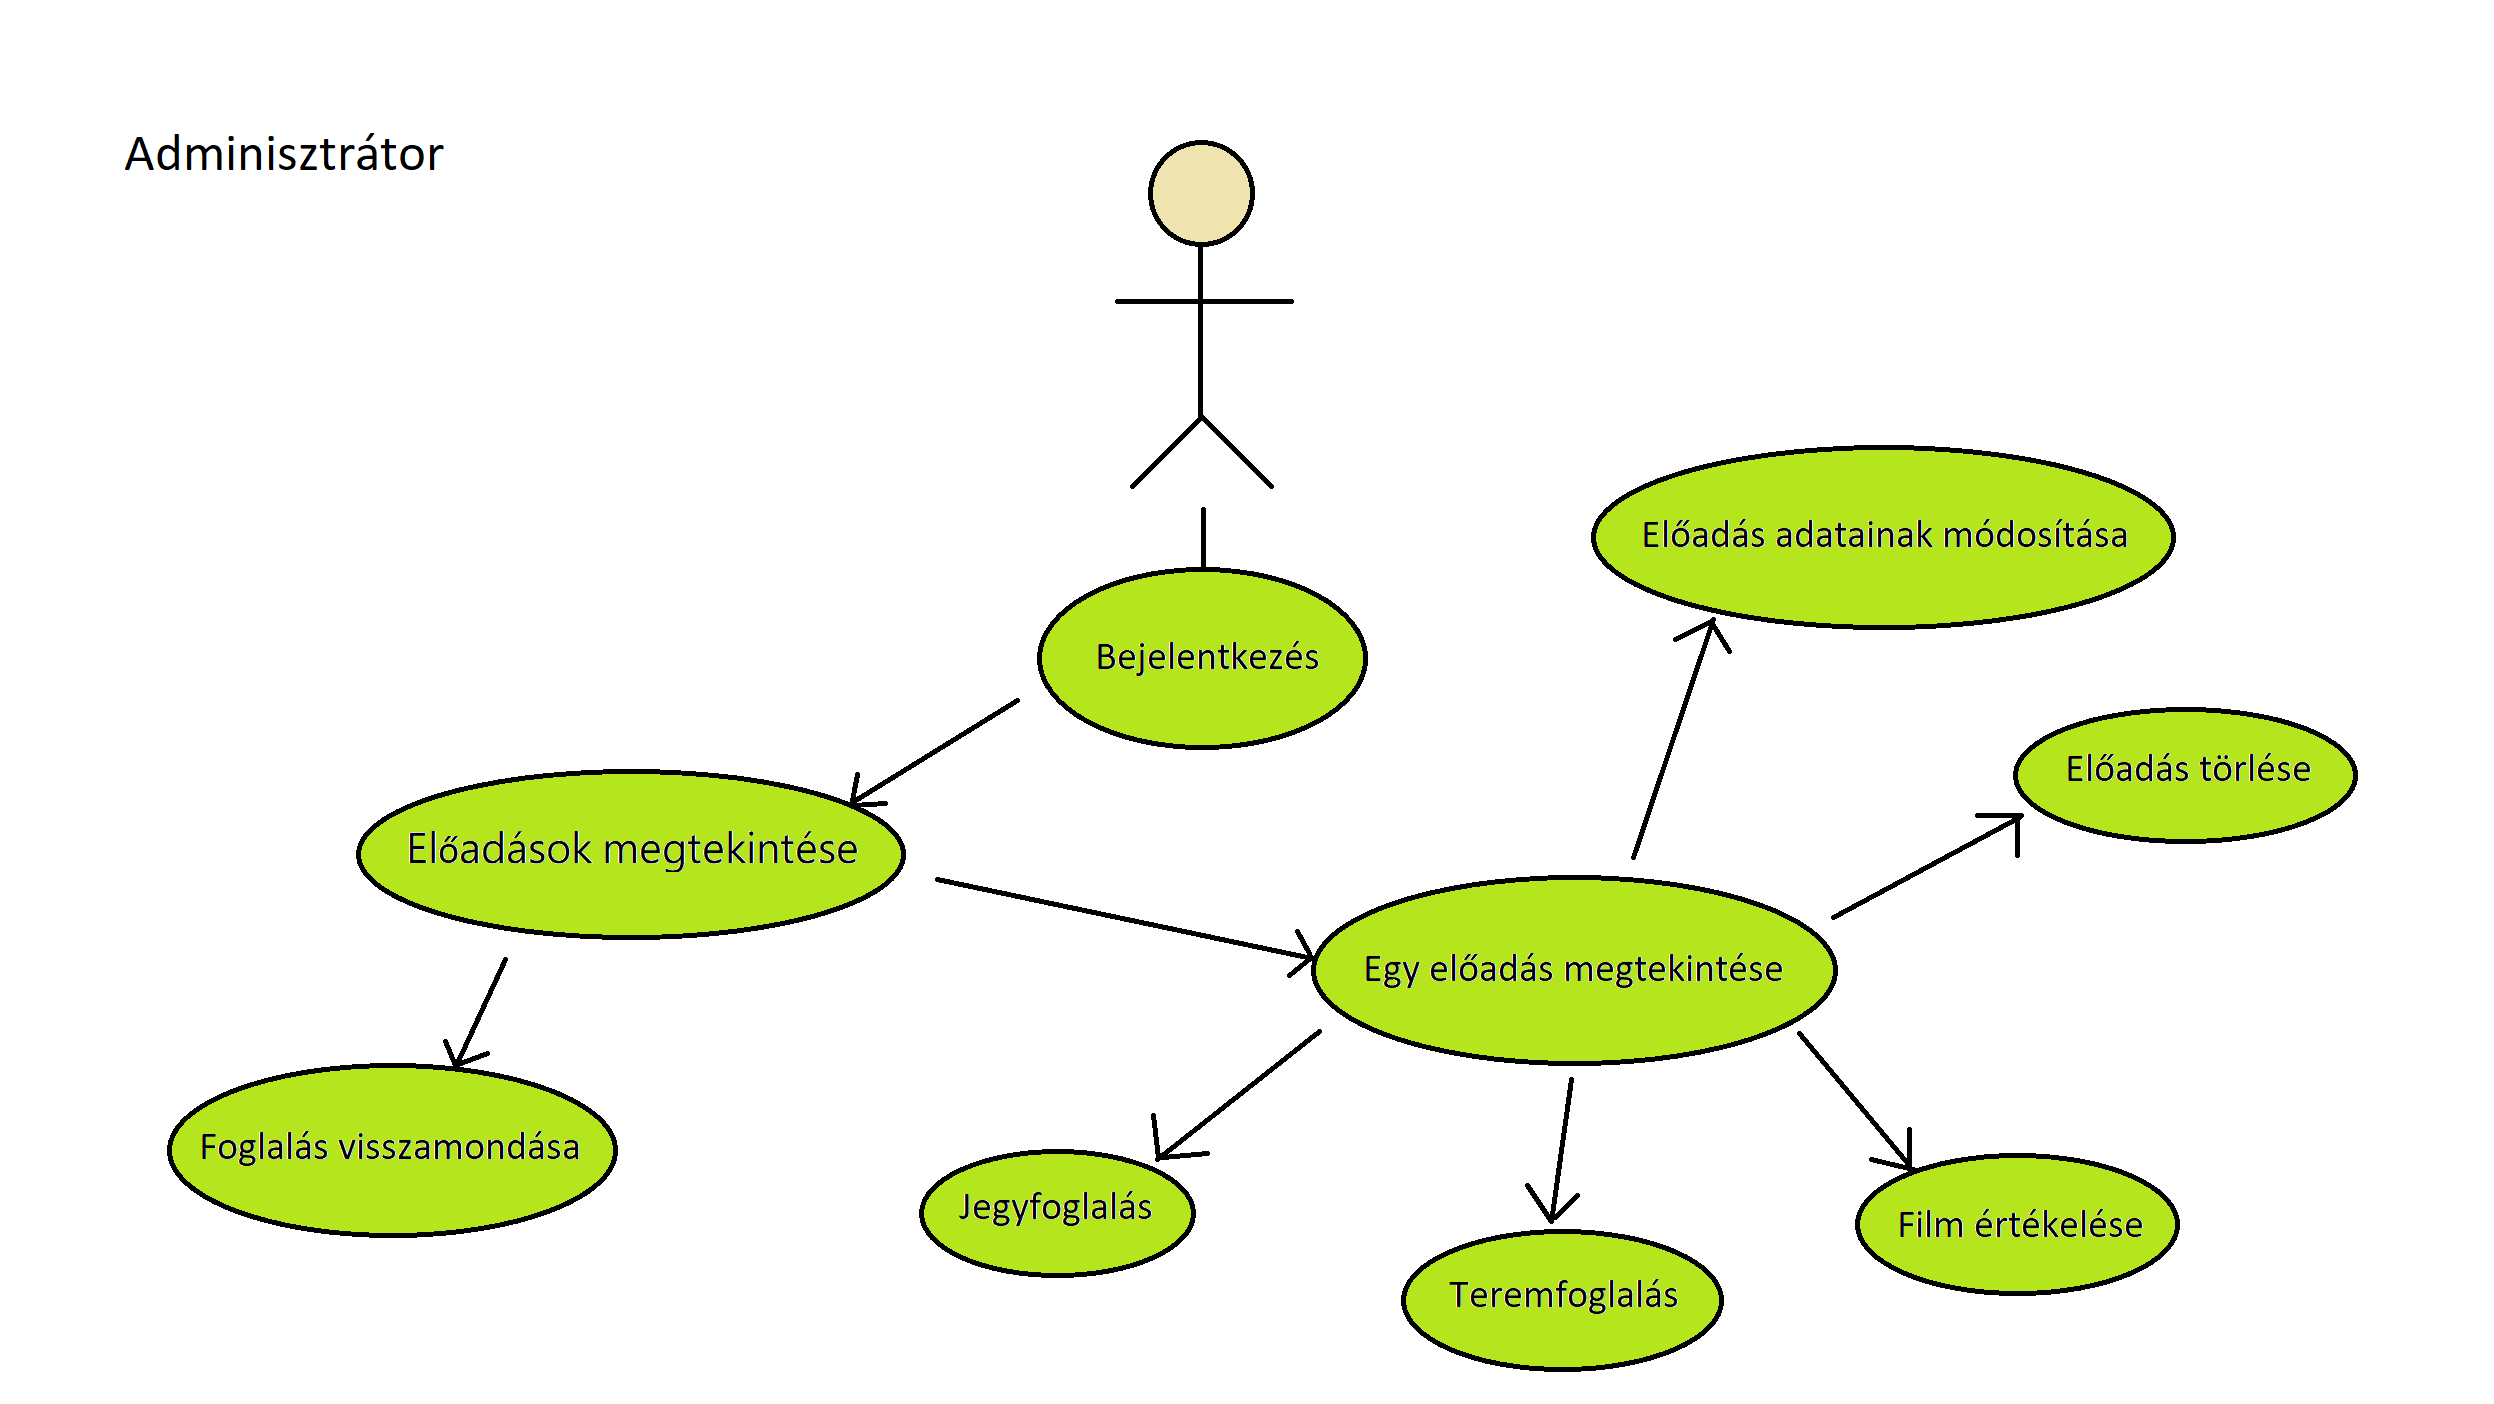 Adminisztrátor
Előadás adatainak módosítása
Bejelentkezés
Előadás törlése
Előadások megtekintése
Egy előadás megtekintése
Foglalás visszamondása
Jegyfoglalás
Film értékelése
Teremfoglalás